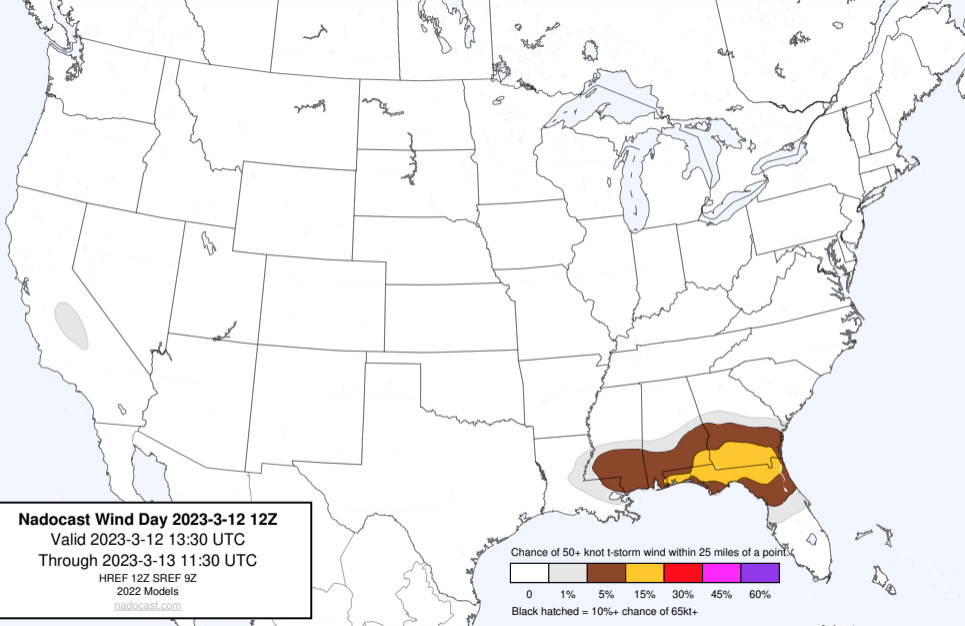 Nadocast Wind Day 2023-3-12 12Z
Valid 2023-3-12 13:30 UTC
Through 2023-3-13 11:30 UTC
HREF 12Z SREF 9Z
2022 Models
nadocast.com
Chance of 50+ knot t-storm wind within 25 miles of a point.
0 1% 5% 15% 30% 45% 60%
Black hatched = 10%+ chance of 65kt+